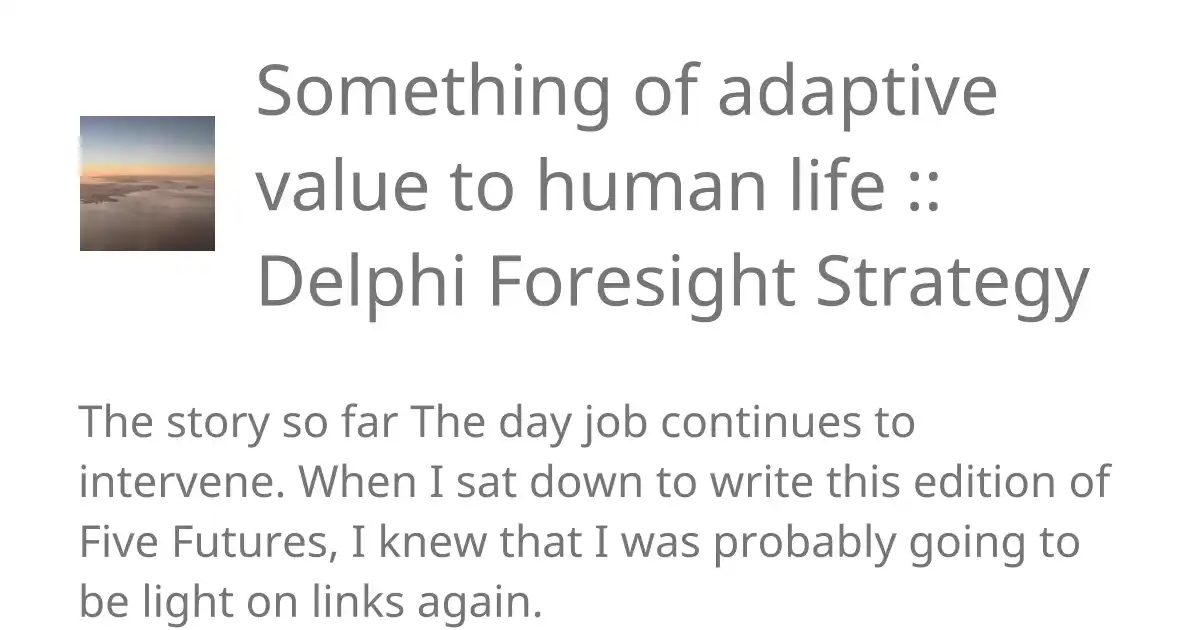 Something of adaptive
value to human life ::
Delphi Foresight Strategy
The story so far The day job continues to
intervene. When I sat down to write this edition of
Five Futures, I knew that I was probably going to
be light on links again.